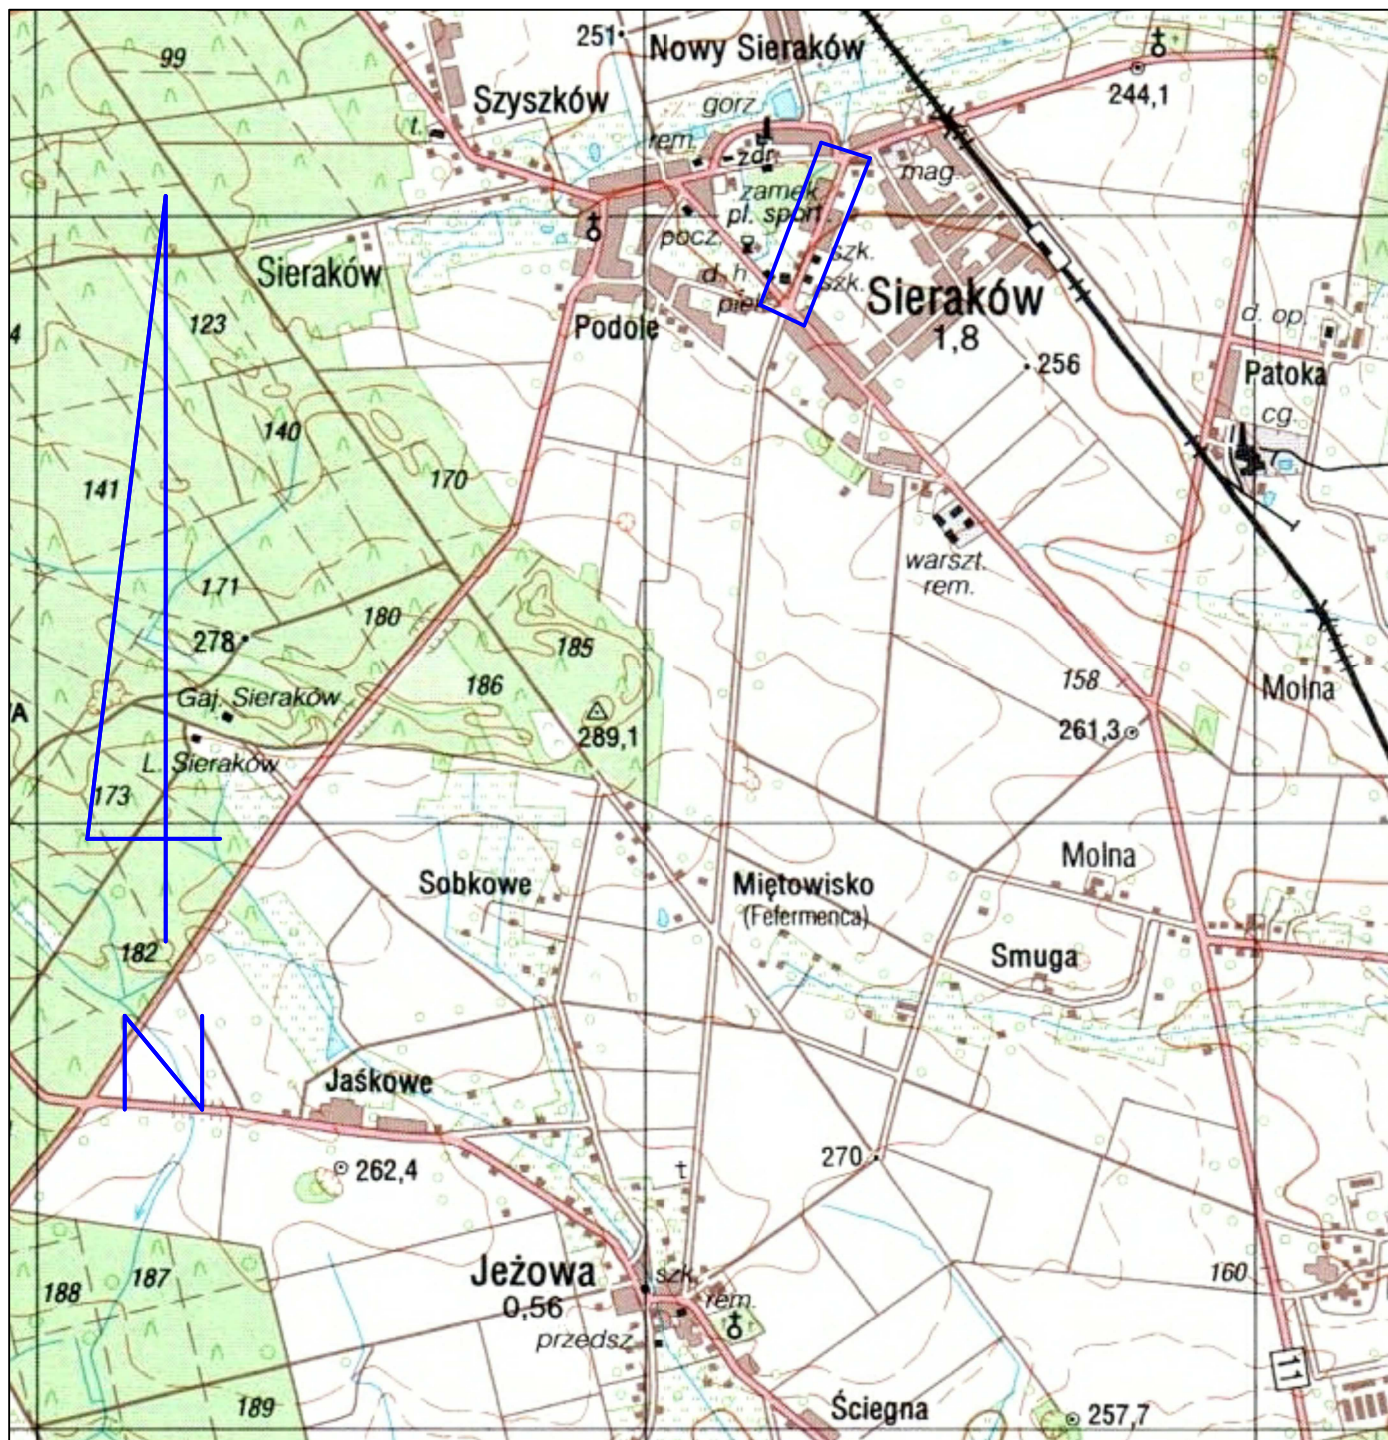 99
251
Nowy Sieraków
244,1
Szyszków
gorz.
t.
rem.
zdr.
mag.
zamek
pl. sport.
pocz.
szk.
Sieraków
d. h
szk.
piek.
Sieraków
1,8
4
123
Podole
d. op.
256
Patoka
cg.
140
170
141
warszt.
rem.
171
180
278
185
186
158
Molna
Gaj. Sieraków
289,1
261,3
A
L. Sieraków
173
Sobkowe
Miętowisko
(Fefermenca)
Molna
Smuga
182
N
Jaśkowe
270
262,4
t
Jeżowa
0,56
szk.
rem.
przedsz.
187
188
160
11
189
Ściegna
257,7